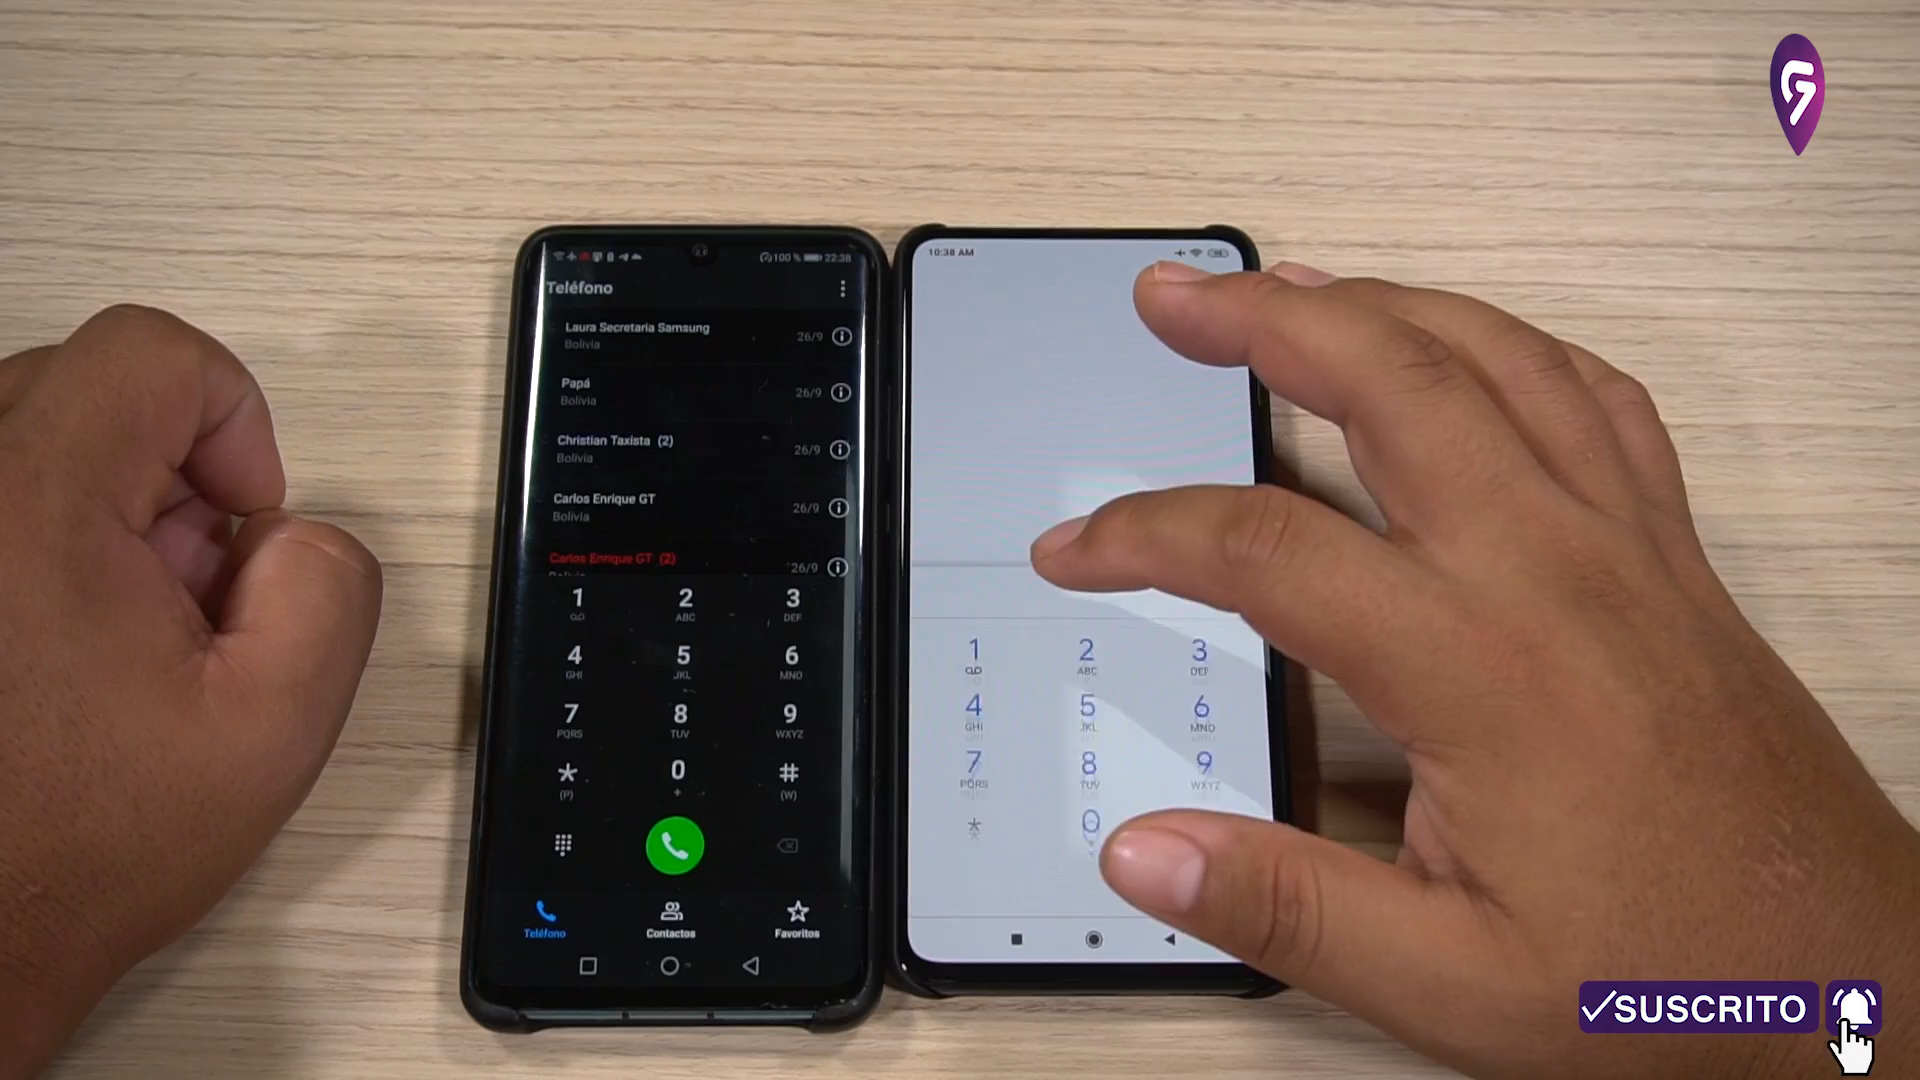 100 % 22:38
Teléfono
Laura Secretaria Samsung
Bolivia
26/9
Papá
Bolivia
26/9
Christian Taxista (2)
Bolivia
26/9
Carlos Enrique GT
Bolivia
26/9
Carlos Enrique GT (2)
26/9
1 2 3
ABC DEF
4 5 6
GHI JKL MNO
7 8 9
PQRS TUV WXYZ
* 0 #
(P) + (W)
Teléfono Contactos Favoritos
10:38 AM
1 2 3
ABC DEF
4 5 6
GHI JKL MNO
7 8 9
PQRS TUV WXYZ
* 0
SUSCRITO